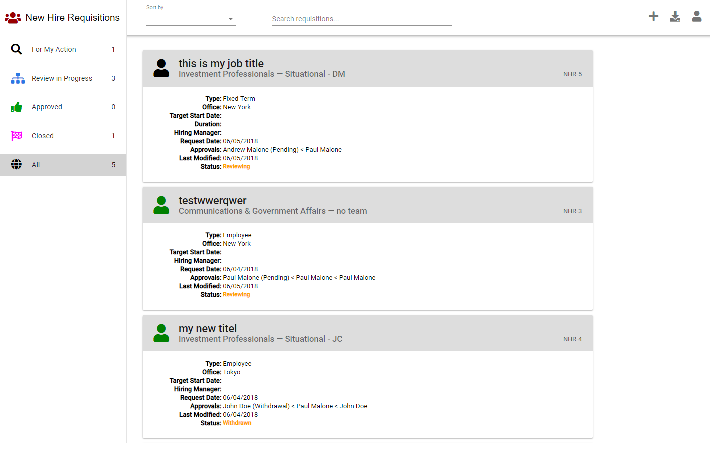 New Hire Requisitions
Sort by
Search requisitions
For My Action 1
Review in Progress 3
Approved 0
Closed 1
All 5
this is my job title
Investment Professionals — Situational - DM
NHR 5
Type: Fixed-Term
Office: New York
Target Start Date:
Duration:
Hiring Manager:
Request Date: 06/05/2018
Approvals: Andrew Malone (Pending) < Paul Malone
Last Modified: 06/05/2018
Status: Reviewing
testwwerqwer
Communications & Government Affairs — no team
NHR 3
Type: Employee
Office: New York
Target Start Date:
Hiring Manager:
Request Date: 06/04/2018
Approvals: Paul Malone (Pending) < Paul Malone < Paul Malone
Last Modified: 06/05/2018
Status: Reviewing
my new titel
Investment Professionals — Situational - JC
NHR 4
Type: Employee
Office: Tokyo
Target Start Date:
Hiring Manager:
Request Date: 06/04/2018
Approvals: John Doe (Withdrawal) < Paul Malone < John Doe
Last Modified: 06/04/2018
Status: Withdrawn